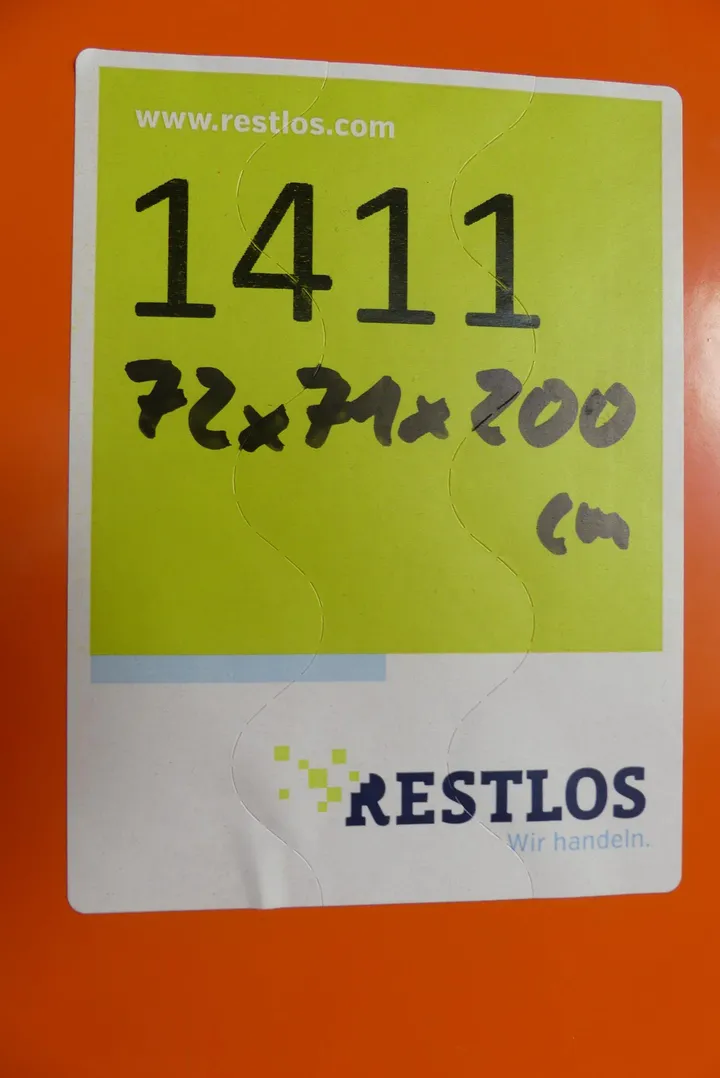 www.restlos.com
1411
72x71x200
cm
RESTLOS
Wir handeln.